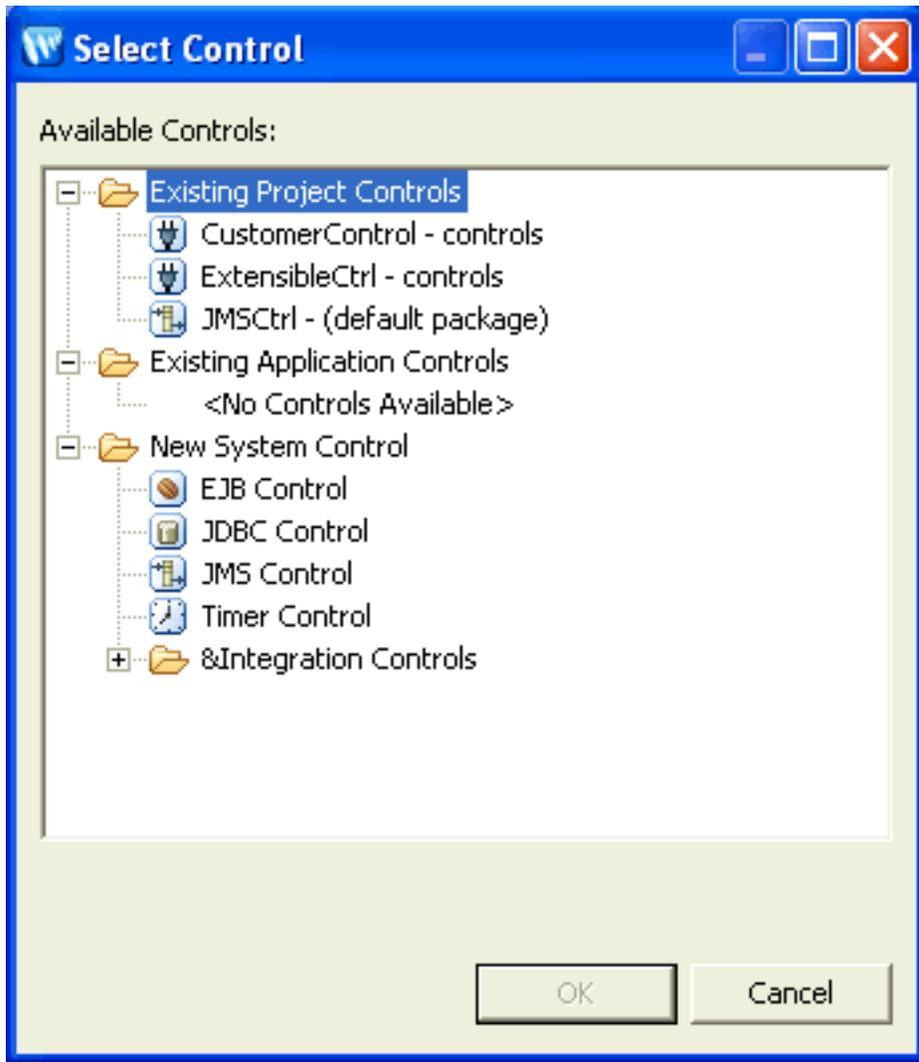 Select Control
Available Controls:
Existing Project Controls
CustomerControl - controls
ExtensibleCtrl - controls
JMSCtrl - (default package)
Existing Application Controls
<No Controls Available>
New System Control
EJB Control
JDBC Control
JMS Control
Timer Control
&Integration Controls
OK
Cancel